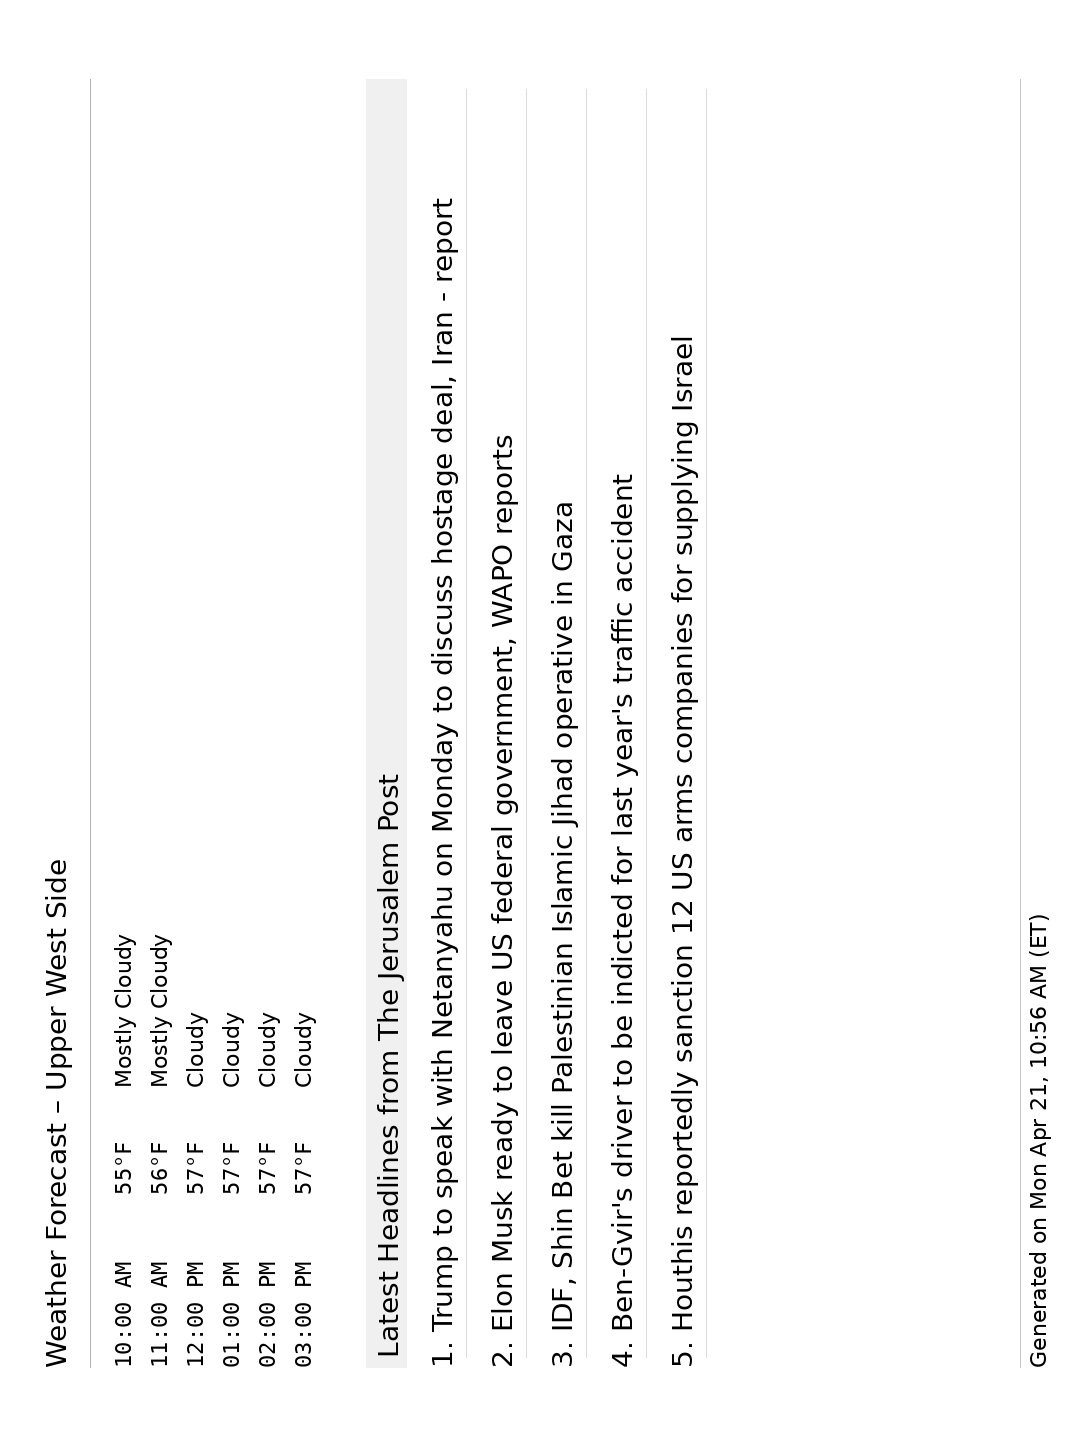 Weather Forecast – Upper West Side
10:00 AM 55°F Mostly Cloudy
11:00 AM 56°F Mostly Cloudy
12:00 PM 57°F Cloudy
01:00 PM 57°F Cloudy
02:00 PM 57°F Cloudy
03:00 PM 57°F Cloudy
Latest Headlines from The Jerusalem Post
1. Trump to speak with Netanyahu on Monday to discuss hostage deal, Iran - report
2. Elon Musk ready to leave US federal government, WAPO reports
3. IDF, Shin Bet kill Palestinian Islamic Jihad operative in Gaza
4. Ben-Gvir's driver to be indicted for last year's traffic accident
5. Houthis reportedly sanction 12 US arms companies for supplying Israel
Generated on Mon Apr 21, 10:56 AM (ET)